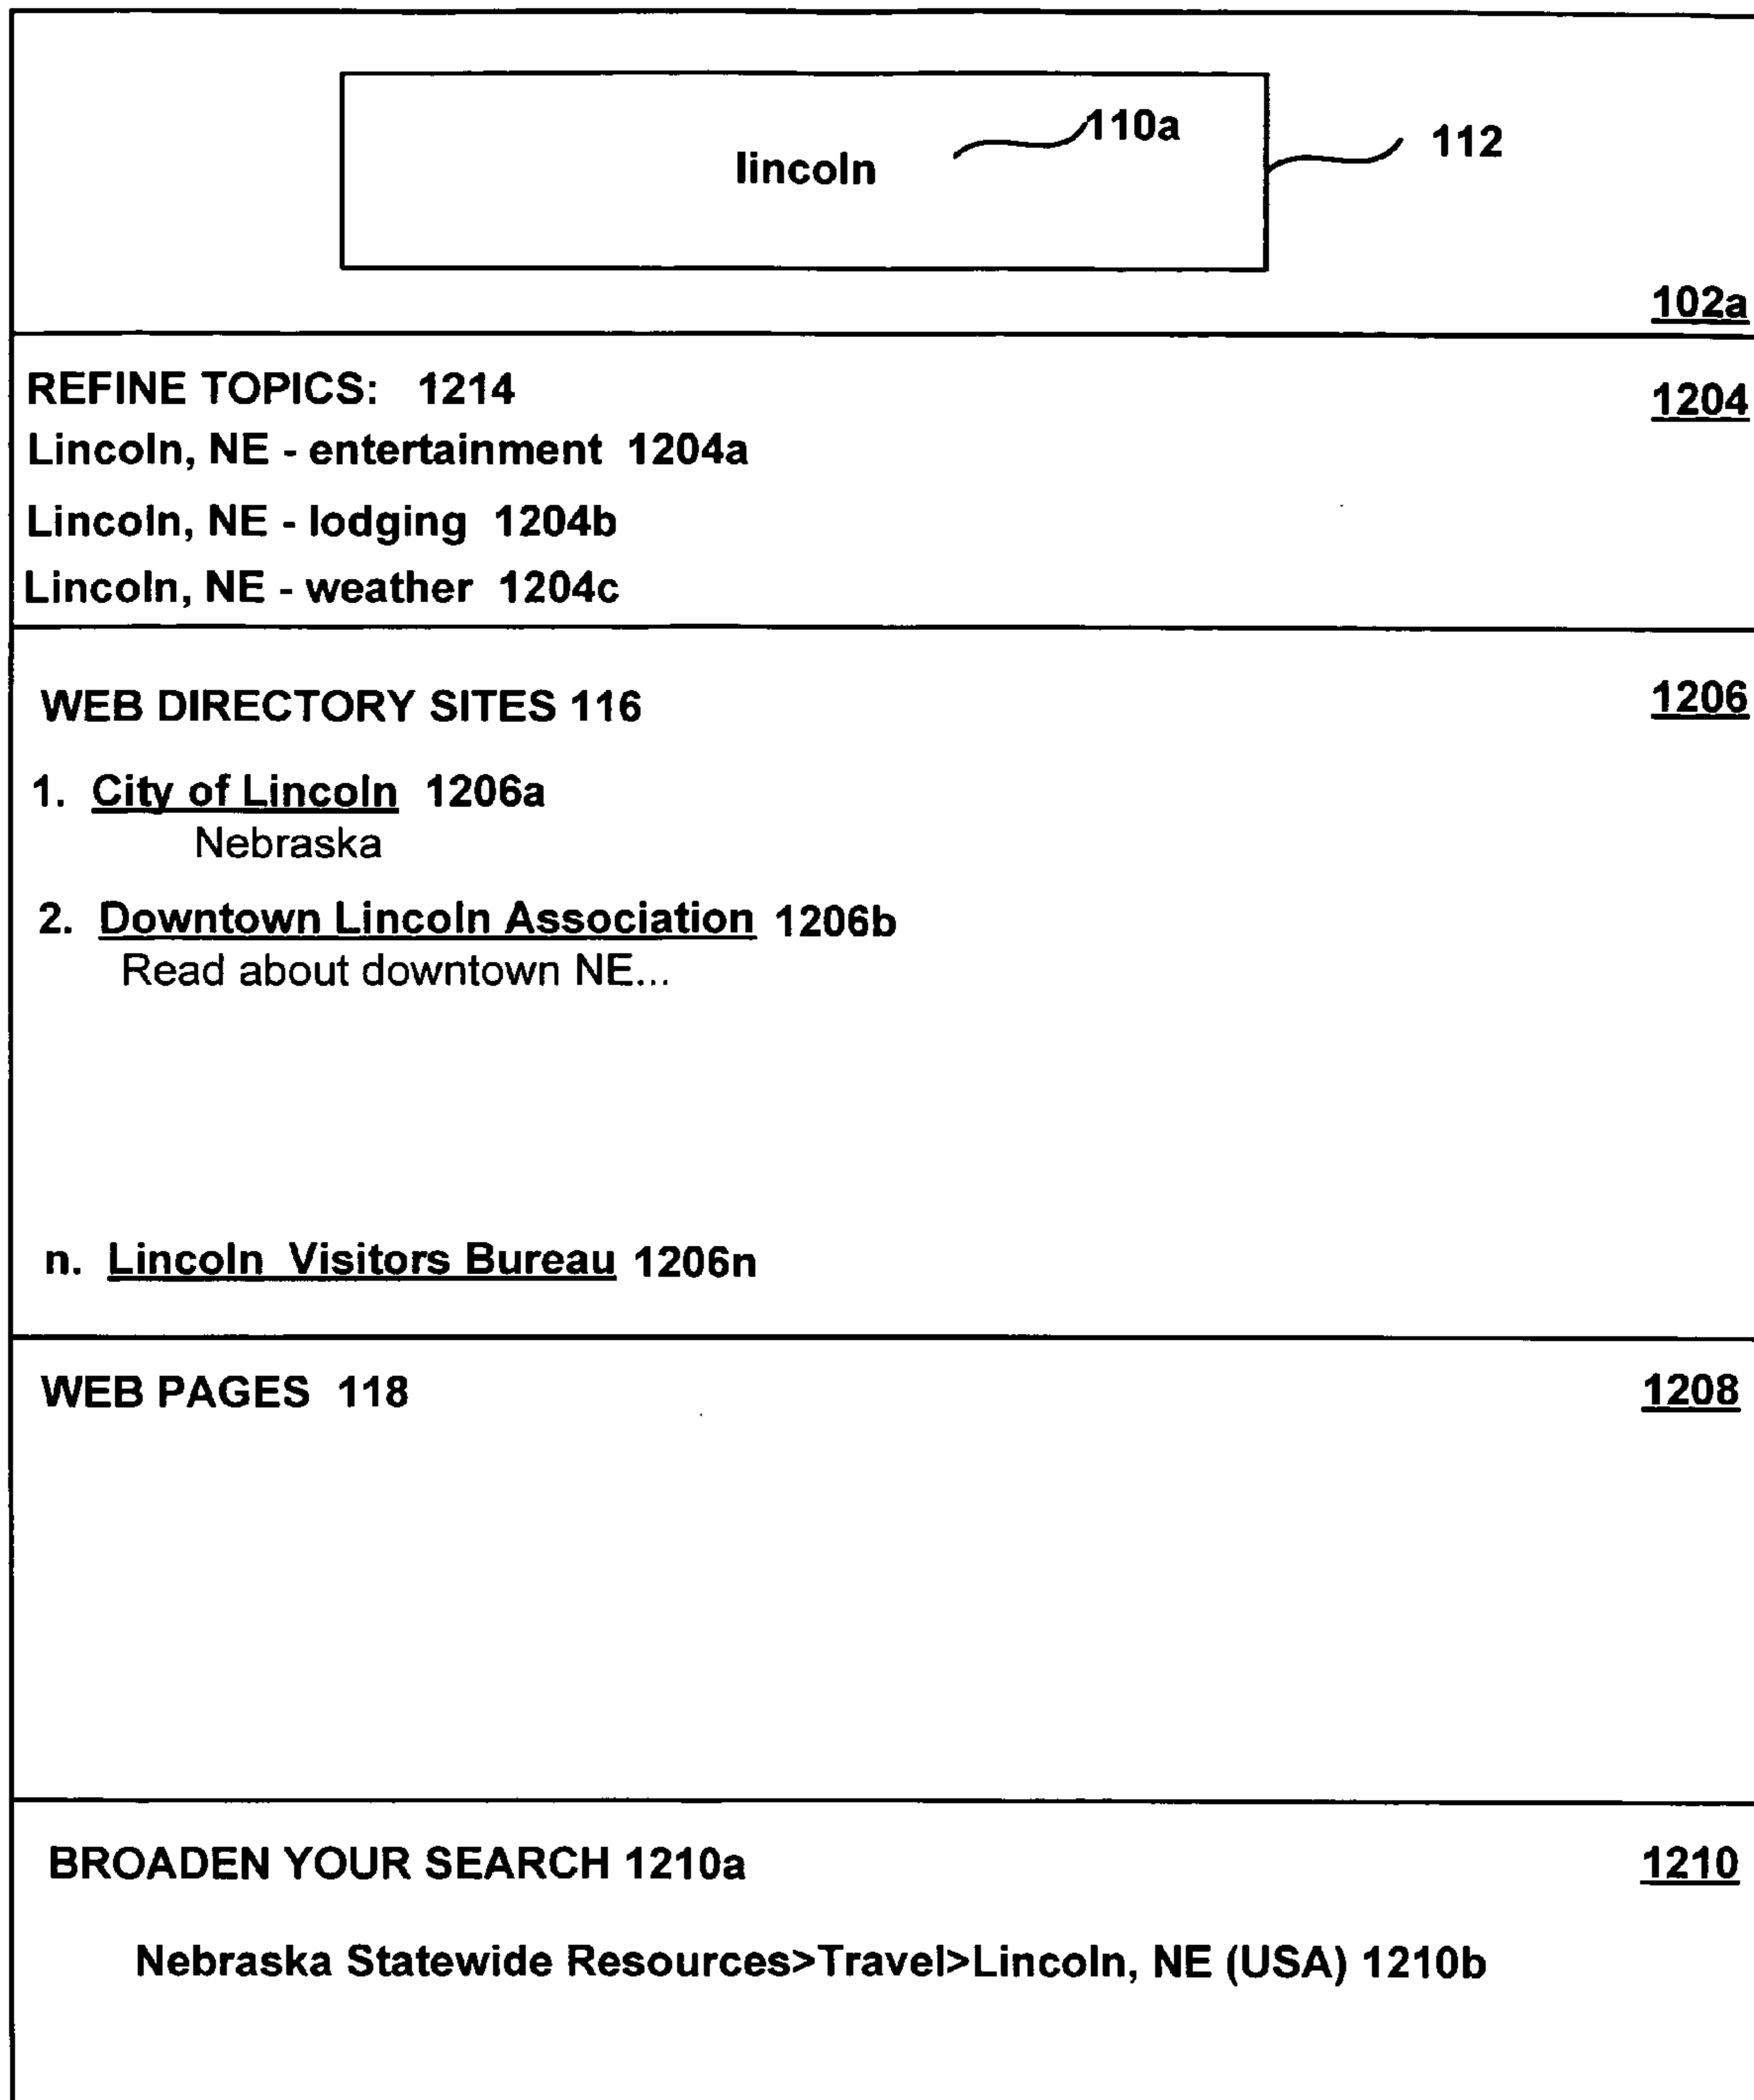 110a
lincoln
112
102a
REFINE TOPICS: 1214
1204
Lincoln, NE - entertainment 1204a
Lincoln, NE - lodging 1204b
Lincoln, NE - weather 1204c
WEB DIRECTORY SITES 116
1206
1. City of Lincoln 1206a
Nebraska
2. Downtown Lincoln Association 1206b
Read about downtown NE...
n. Lincoln Visitors Bureau 1206n
WEB PAGES 118
1208
BROADEN YOUR SEARCH 1210a
1210
Nebraska Statewide Resources>Travel>Lincoln, NE (USA) 1210b